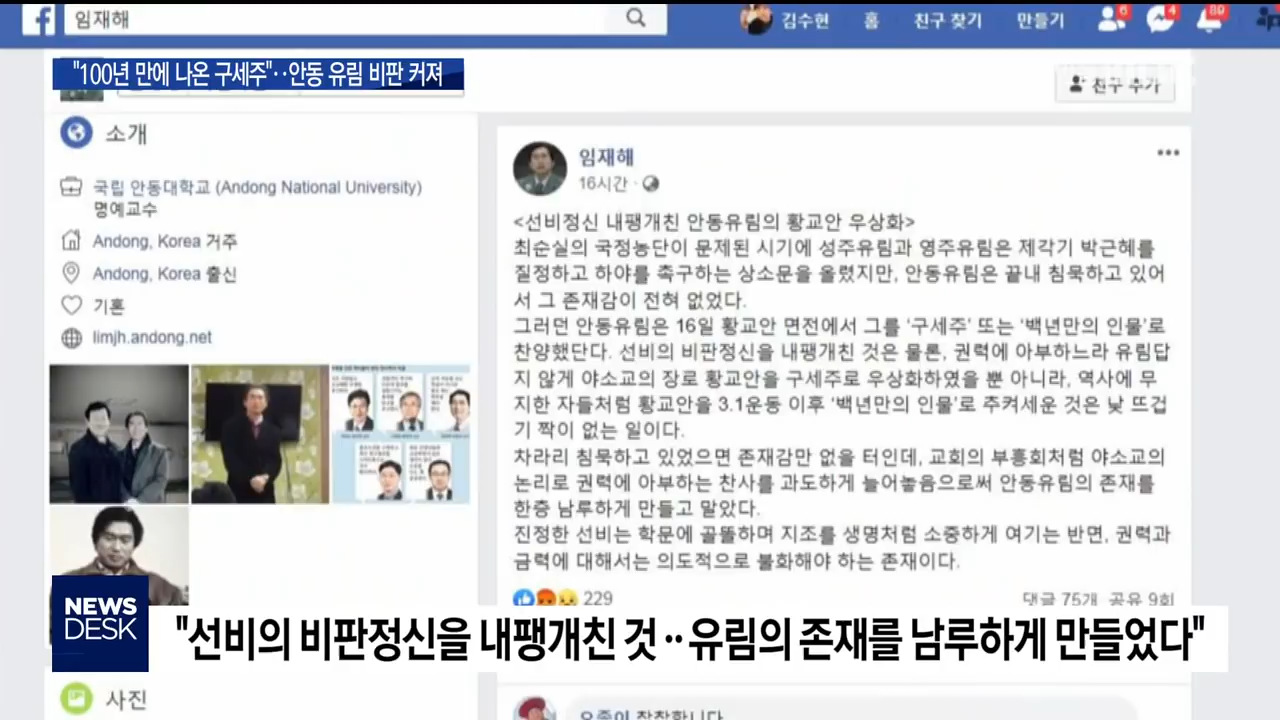 임재해
김수현
홈
친구 찾기
만들기
6
4
89
"100년 만에 나온 구세주"··안동 유림 비판 커져
친구 추가
소개
국립 안동대학교 (Andong National University)
명예교수
Andong, Korea 거주
Andong, Korea 출신
기혼
limjh.andong.net
임재해
16시간 ·
<선비정신 내팽개친 안동유림의 황교안 우상화>
최순실의 국정농단이 문제된 시기에 성주유림과 영주유림은 제각기 박근혜를
질정하고 하야를 촉구하는 상소문을 올렸지만, 안동유림은 끝내 침묵하고 있어
서 그 존재감이 전혀 없었다.
그러던 안동유림은 16일 황교안 면전에서 그를 '구세주' 또는 '백년만의 인물'로
찬양했단다. 선비의 비판정신을 내팽개친 것은 물론, 권력에 아부하느라 유림답
지 않게 야소교의 장로 황교안을 구세주로 우상화하였을 뿐 아니라, 역사에 무
지한 자들처럼 황교안을 3.1운동 이후 '백년만의 인물'로 추켜세운 것은 낯 뜨겁
기 짝이 없는 일이다.
차라리 침묵하고 있었으면 존재감만 없을 터인데, 교회의 부흥회처럼 야소교의
논리로 권력에 아부하는 찬사를 과도하게 늘어놓음으로써 안동유림의 존재를
한층 남루하게 만들고 말았다.
진정한 선비는 학문에 골똘하며 지조를 생명처럼 소중하게 여기는 반면, 권력과
금력에 대해서는 의도적으로 불화해야 하는 존재이다.
229
댓글 75개 공유 9회
NEWS
DESK
"선비의 비판정신을 내팽개친 것··유림의 존재를 남루하게 만들었다"
사진